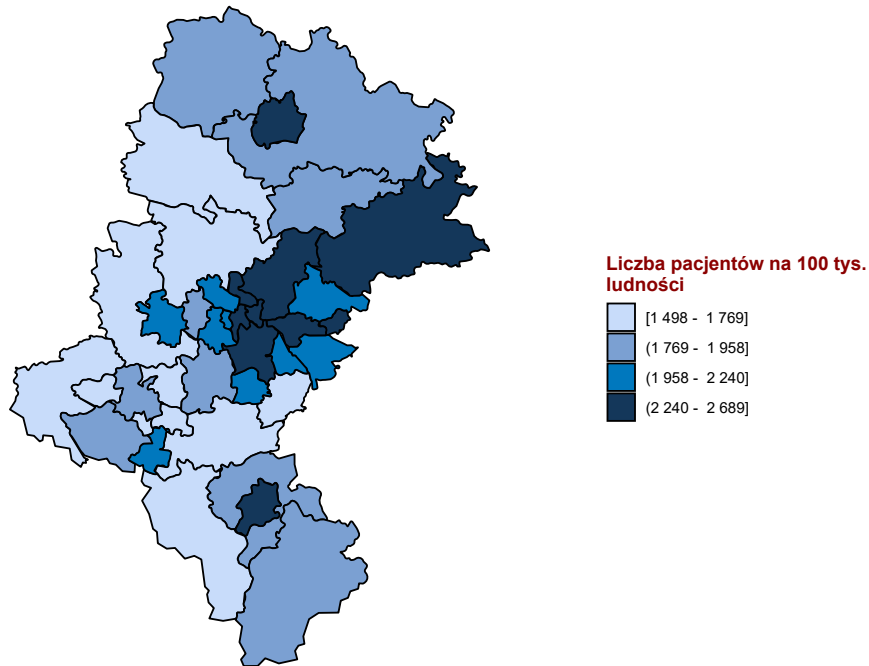 Liczba pacjentów na 100 tys.
ludności
[1 498 - 1 769]
(1 769 - 1 958]
(1 958 - 2 240]
(2 240 - 2 689]